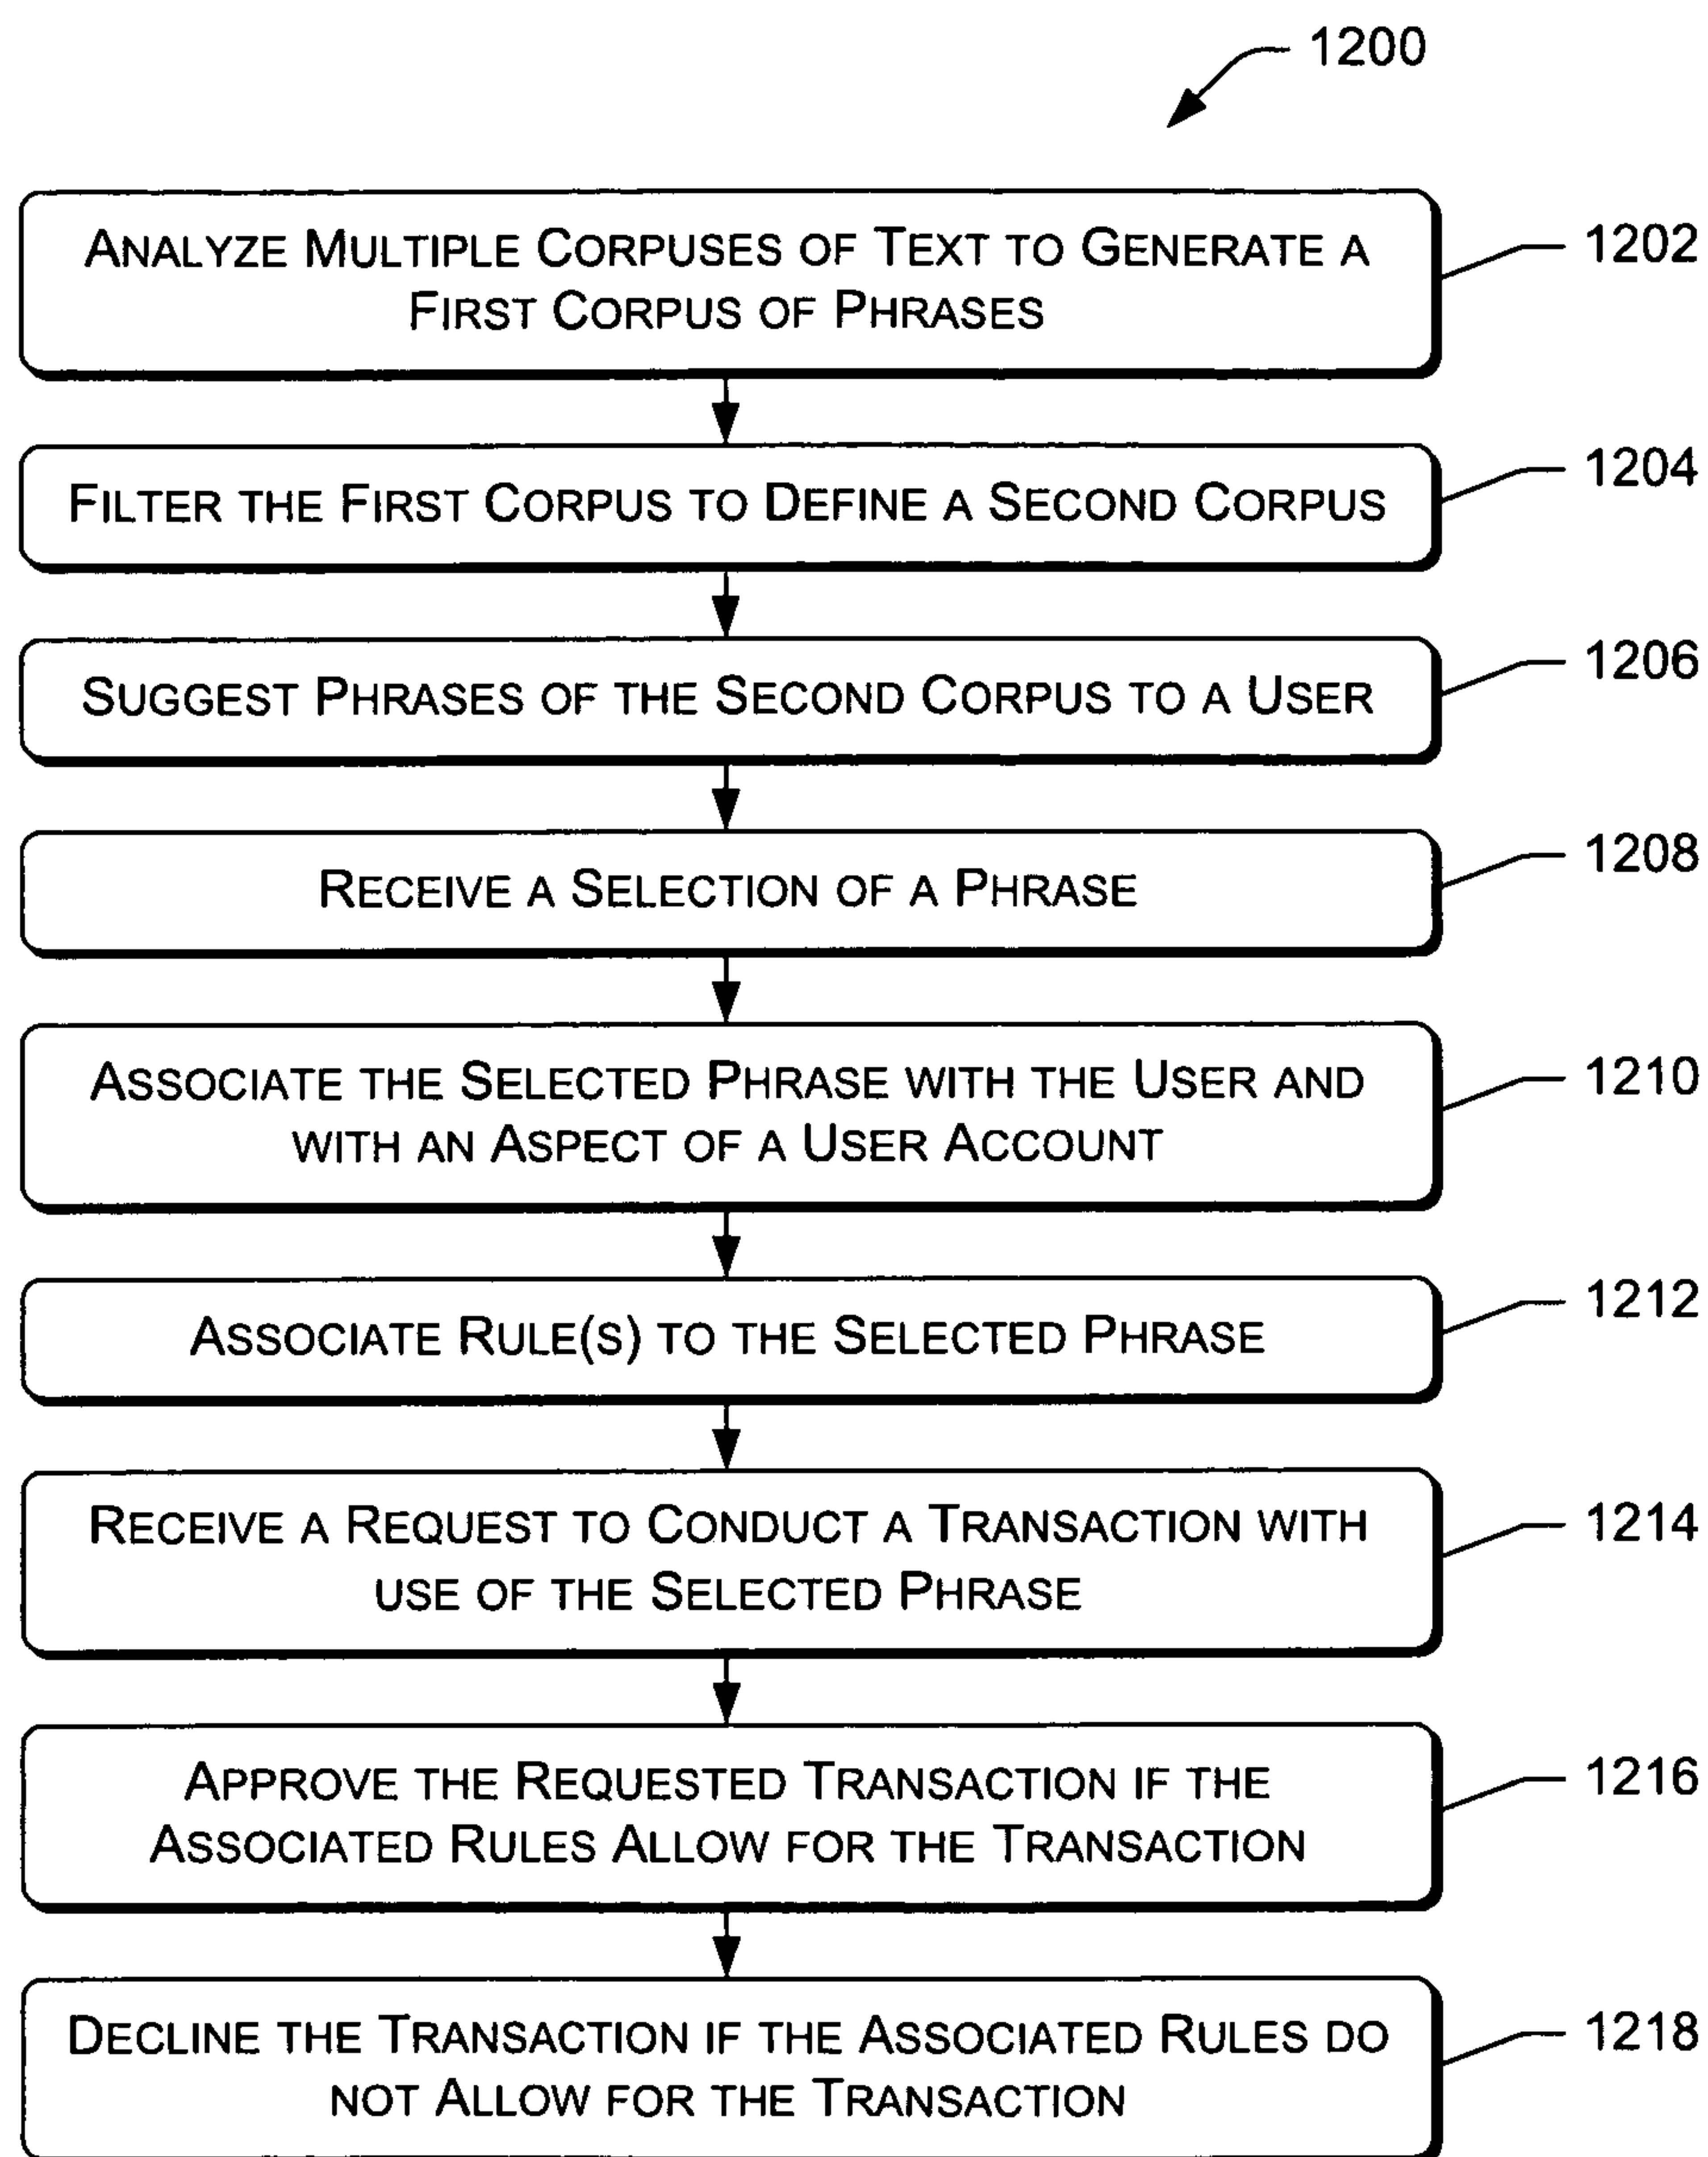 1200
ANALYZE MULTIPLE CORPUSES OF TEXT TO GENERATE A
FIRST CORPUS OF PHRASES
1202
FILTER THE FIRST CORPUS TO DEFINE A SECOND CORPUS
1204
SUGGEST PHRASES OF THE SECOND CORPUS TO A USER
1206
RECEIVE A SELECTION OF A PHRASE
1208
ASSOCIATE THE SELECTED PHRASE WITH THE USER AND
WITH AN ASPECT OF A USER ACCOUNT
1210
ASSOCIATE RULE(S) TO THE SELECTED PHRASE
1212
RECEIVE A REQUEST TO CONDUCT A TRANSACTION WITH
USE OF THE SELECTED PHRASE
1214
APPROVE THE REQUESTED TRANSACTION IF THE
ASSOCIATED RULES ALLOW FOR THE TRANSACTION
1216
DECLINE THE TRANSACTION IF THE ASSOCIATED RULES DO
NOT ALLOW FOR THE TRANSACTION
1218